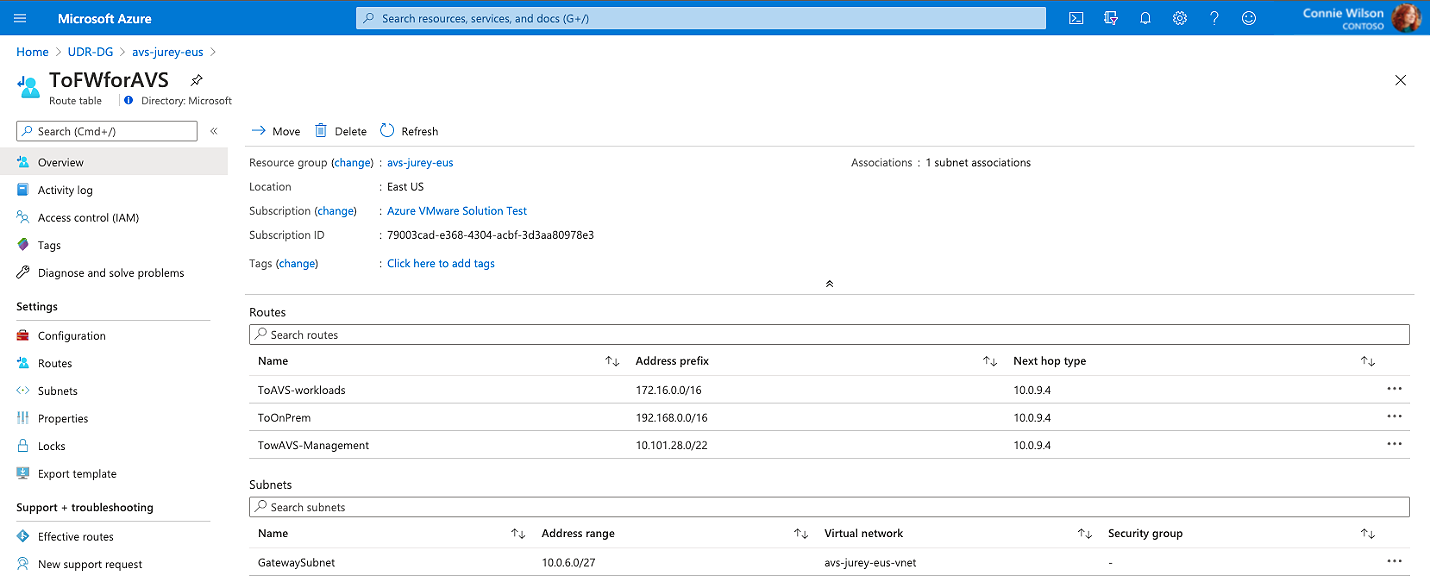 Microsoft Azure
Search resources, services, and docs (G+/)
Connie Wilson
CONTOSO
Home > UDR-DG > avs-jurey-eus >
ToFWforAVS
Route table
Directory: Microsoft
Search (Cmd+/)
«
Overview
Activity log
Access control (IAM)
Tags
Diagnose and solve problems
Settings
Configuration
Routes
Subnets
Properties
Locks
Export template
Support + troubleshooting
Effective routes
New support request
Move Delete Refresh
Resource group (change) : avs-jurey-eus
Associations : 1 subnet associations
Location : East US
Subscription (change) : Azure VMware Solution Test
Subscription ID : 79003cad-e368-4304-acbf-3d3aa80978e3
Tags (change) : Click here to add tags
Routes
Search routes
Name Address prefix Next hop type
ToAVS-workloads 172.16.0.0/16 10.0.9.4
ToOnPrem 192.168.0.0/16 10.0.9.4
TowAVS-Management 10.101.28.0/22 10.0.9.4
Subnets
Search subnets
Name Address range Virtual network Security group
GatewaySubnet 10.0.6.0/27 avs-jurey-eus-vnet -